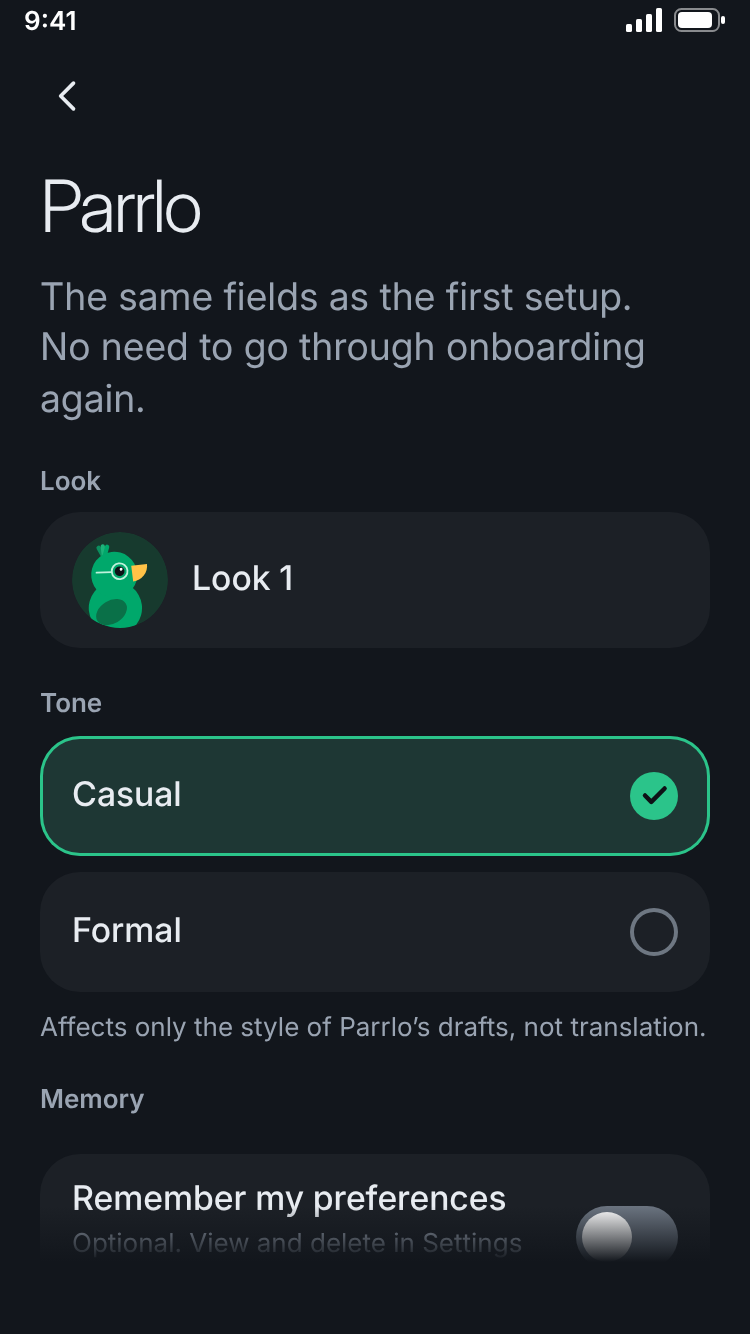 9:41
Parrlo
The same fields as the first setup.
No need to go through onboarding
again.
Look
Look 1
Tone
Casual
Formal
Affects only the style of Parrlo’s drafts, not translation.
Memory
Remember my preferences
Optional. View and delete in Settings